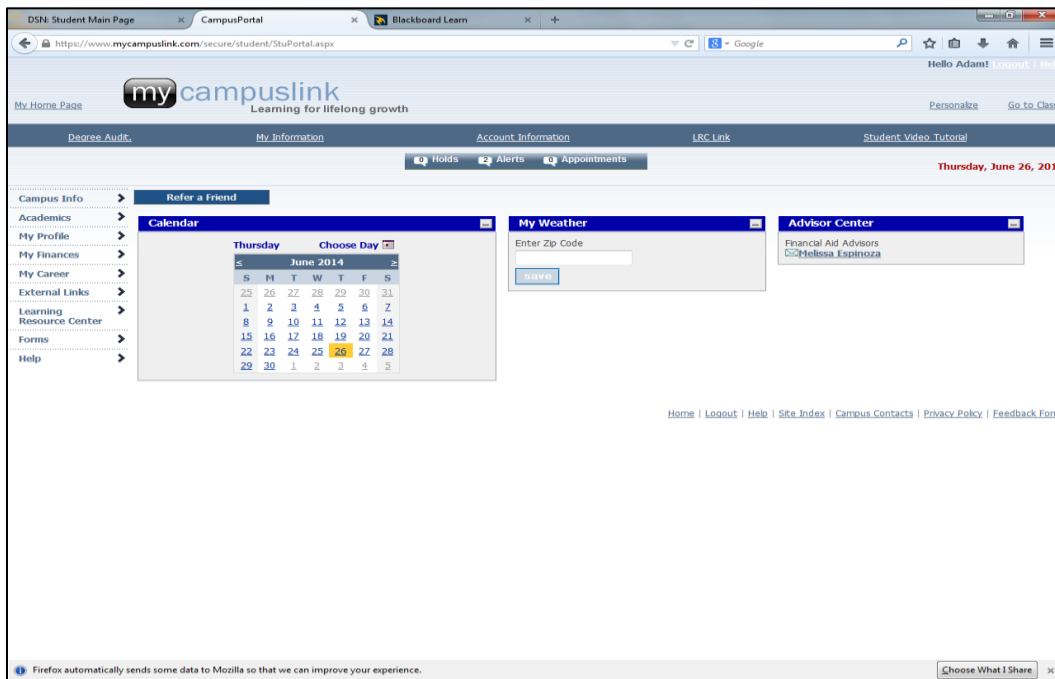 DSN: Student Main Page × CampusPortal × Blackboard Learn × +
https://www.mycampuslink.com/secure/student/StuPortal.aspx Google
Hello Adam! Logout | Hel
my campuslink
Learning for lifelong growth
My Home Page Personalize Go to Class
Degree Audit. My Information Account Information LRC Link Student Video Tutorial
0 Holds 2 Alerts 0 Appointments
Thursday, June 26, 201
Campus Info
Academics
My Profile
My Finances
My Career
External Links
Learning
Resource Center
Forms
Help
Refer a Friend
Calendar
Thursday Choose Day
< June 2014 >
S M T W T F S
25 26 27 28 29 30 31
1 2 3 4 5 6 7
8 9 10 11 12 13 14
15 16 17 18 19 20 21
22 23 24 25 26 27 28
29 30 1 2 3 4 5
My Weather
Enter Zip Code
save
Advisor Center
Financial Aid Advisors
Melissa Espinoza
Home | Logout | Help | Site Index | Campus Contacts | Privacy Policy | Feedback For
Firefox automatically sends some data to Mozilla so that we can improve your experience. Choose What I Share ×